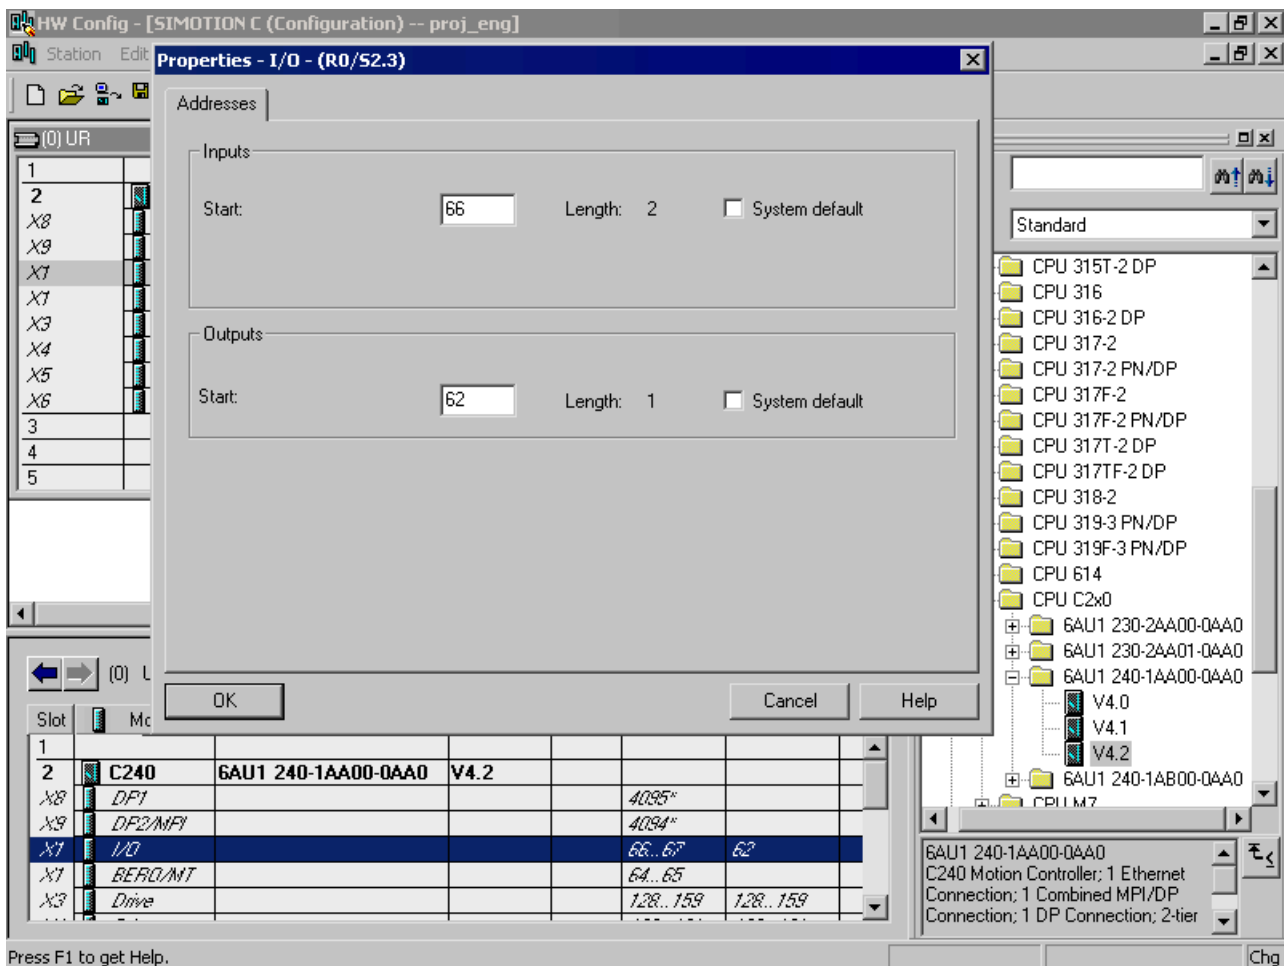 HW Config - [SIMOTION C (Configuration) -- proj_eng]
Station Edit
Properties - I/O - (R0/S2.3)
Addresses
Inputs
Start: 66 Length: 2 System default
Outputs
Start: 62 Length: 1 System default
OK Cancel Help
(0) UR
1
2
X8
X9
X1
X1
X3
X4
X5
X6
3
4
5
Standard
CPU 315T-2 DP
CPU 316
CPU 316-2 DP
CPU 317-2
CPU 317-2 PN/DP
CPU 317F-2
CPU 317F-2 PN/DP
CPU 317T-2 DP
CPU 317TF-2 DP
CPU 318-2
CPU 319-3 PN/DP
CPU 319F-3 PN/DP
CPU 614
CPU C2x0
6AU1 230-2AA00-0AA0
6AU1 230-2AA01-0AA0
6AU1 240-1AA00-0AA0
V4.0
V4.1
V4.2
6AU1 240-1AB00-0AA0
CPU M7
(0) U
Slot Mo
1
2 C240 6AU1 240-1AA00-0AA0 V4.2
X8 DP1 4095*
X9 DP2/MPI 4094*
X1 I/O 66...67 62
X1 BERO/MT 64...65
X3 Drive 128...159 128...159
6AU1 240-1AA00-0AA0
C240 Motion Controller; 1 Ethernet
Connection; 1 Combined MPI/DP
Connection; 1 DP Connection; 2-tier
Press F1 to get Help.
Chg